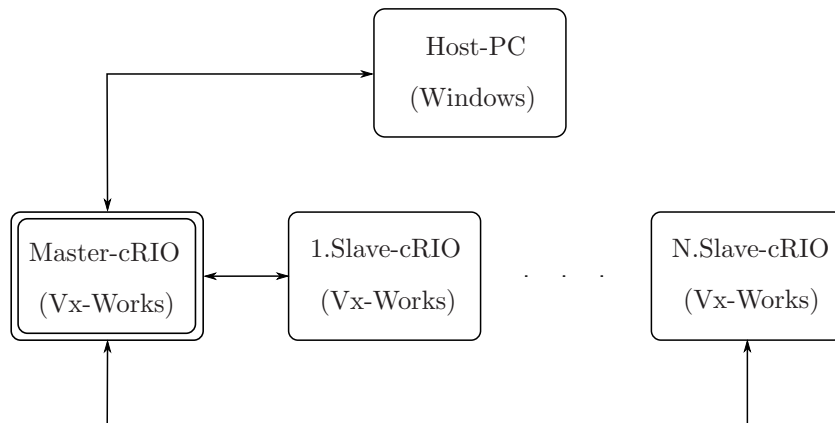 Host-PC
(Windows)
Master-cRIO
(Vx-Works)
1.Slave-cRIO
(Vx-Works)
. . .
N.Slave-cRIO
(Vx-Works)